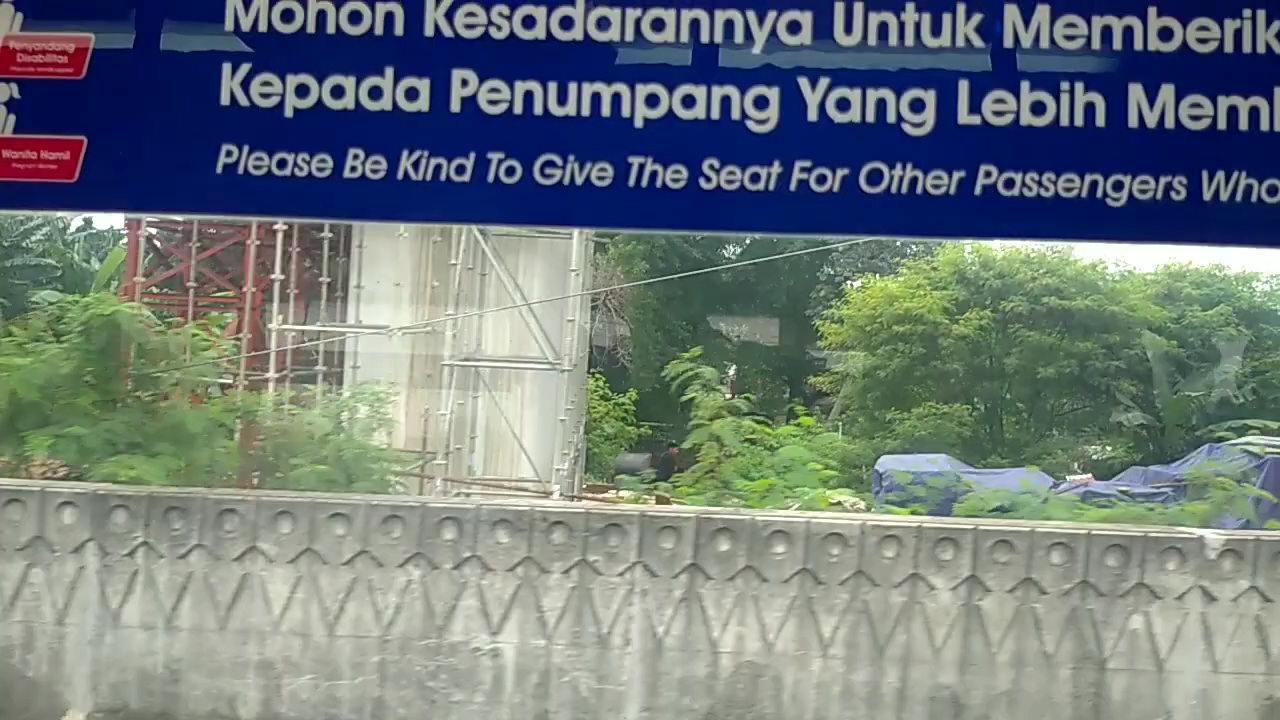 Penyandang
Disabilitas
Wanita Hamil
Mohon Kesadarannya Untuk Memberik
Kepada Penumpang Yang Lebih Mem
Please Be Kind To Give The Seat For Other Passengers Who